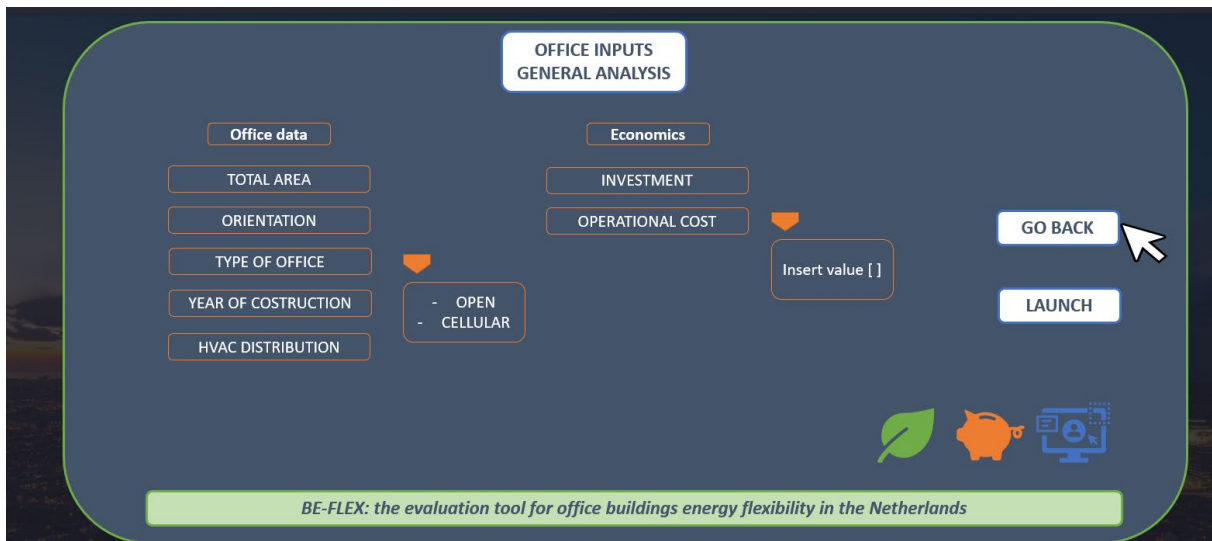 OFFICE INPUTS
GENERAL ANALYSIS
Office data
TOTAL AREA
ORIENTATION
TYPE OF OFFICE
YEAR OF COSTRUCTION
HVAC DISTRIBUTION
- OPEN
- CELLULAR
Economics
INVESTMENT
OPERATIONAL COST
Insert value [ ]
GO BACK
LAUNCH
BE-FLEX: the evaluation tool for office buildings energy flexibility in the Netherlands